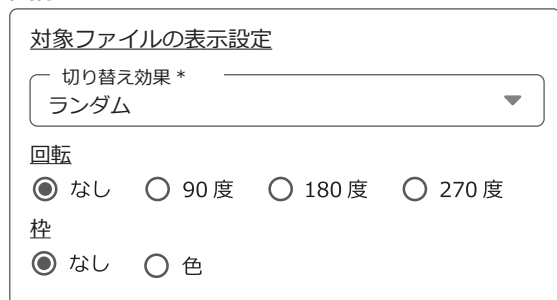 対象ファイルの表示設定
切り替え効果 *
ランダム
回転
なし 90 度 180 度 270 度
枠
なし 色